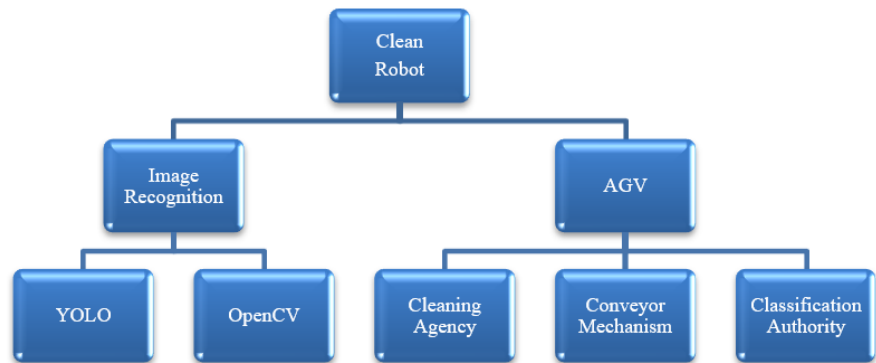 Clean
Robot
Image
Recognition
AGV
YOLO
OpenCV
Cleaning
Agency
Conveyor
Mechanism
Classification
Authority